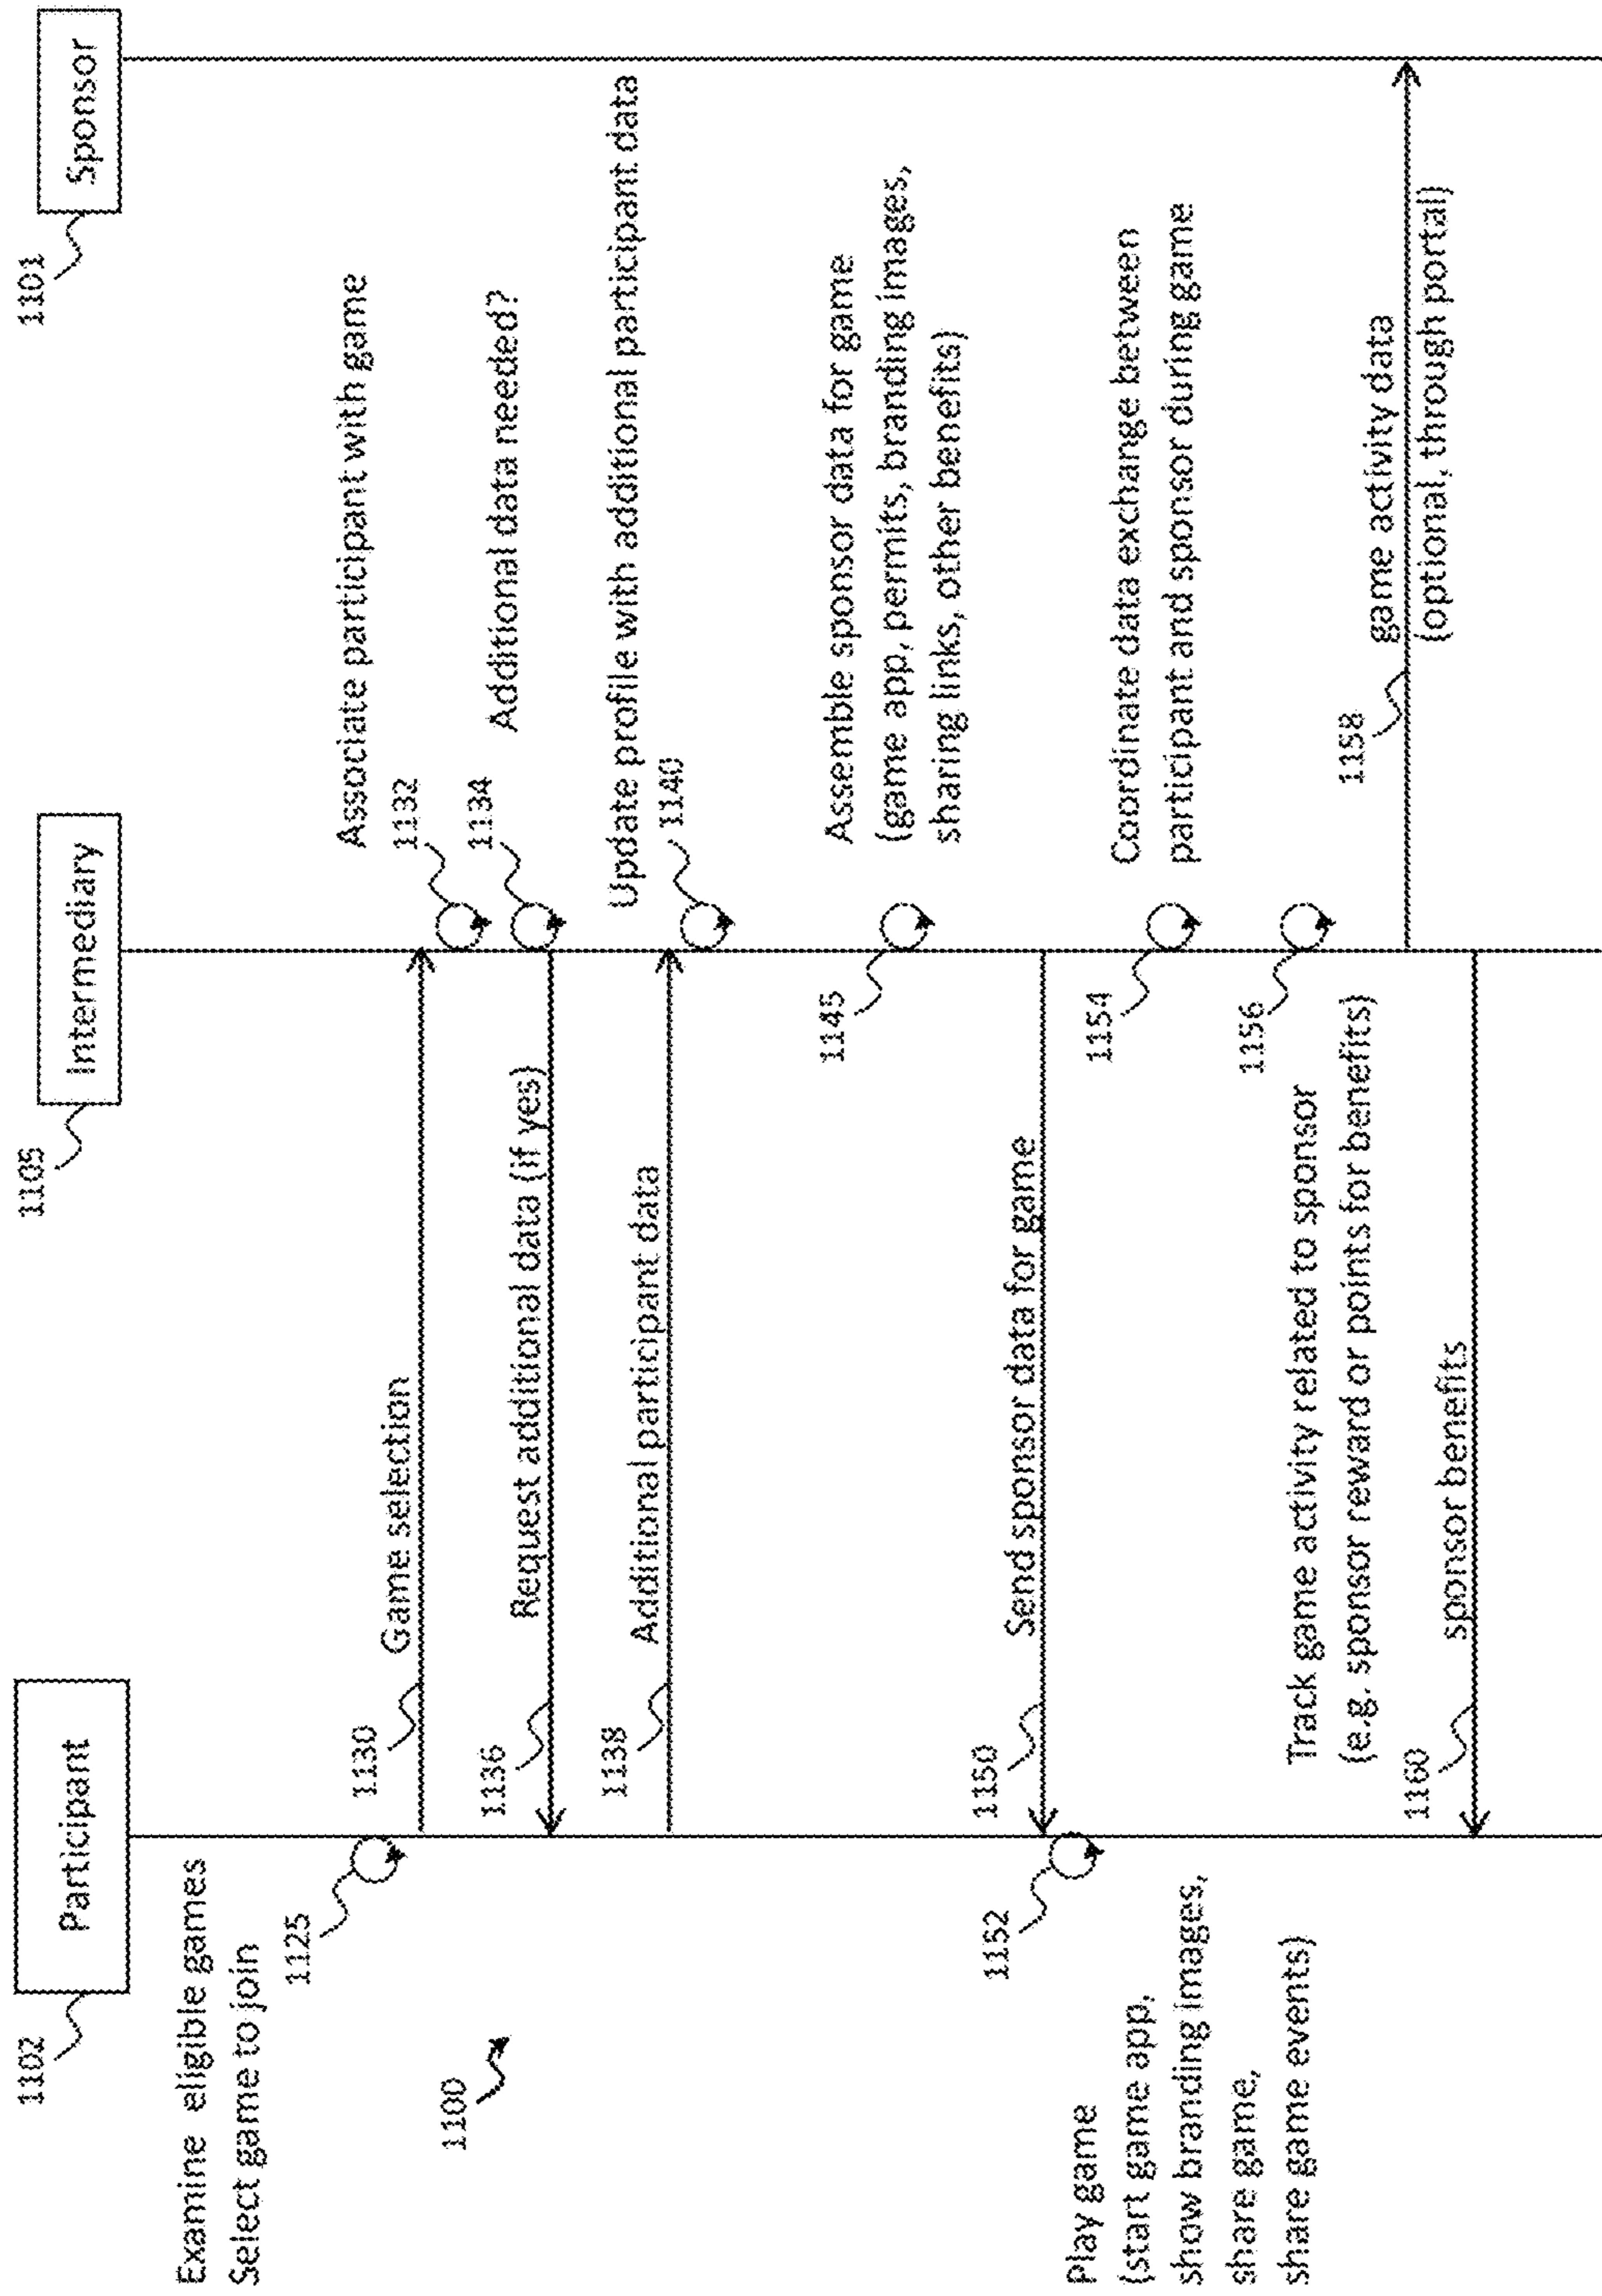 1102
Participant
1105
Intermediary
1101
Sponsor
Examine eligible games
Select game to join
1125
1130
Game selection
Associate participant with game
1132
1134
Additional data needed?
1100
1136
Request additional data (if yes)
1138
Additional participant data
Update profile with additional participant data
1140
1145
Assemble sponsor data for game
(game app, permits, branding images,
sharing links, other benefits)
1150
Send sponsor data for game
1152
Play game
(start game app,
show branding images,
share game,
share game events)
1154
Coordinate data exchange between
participant and sponsor during game
1156
Track game activity related to sponsor
(e.g. sponsor reward or points for benefits)
1158
game activity data
(optional, through portal)
1160
sponsor benefits